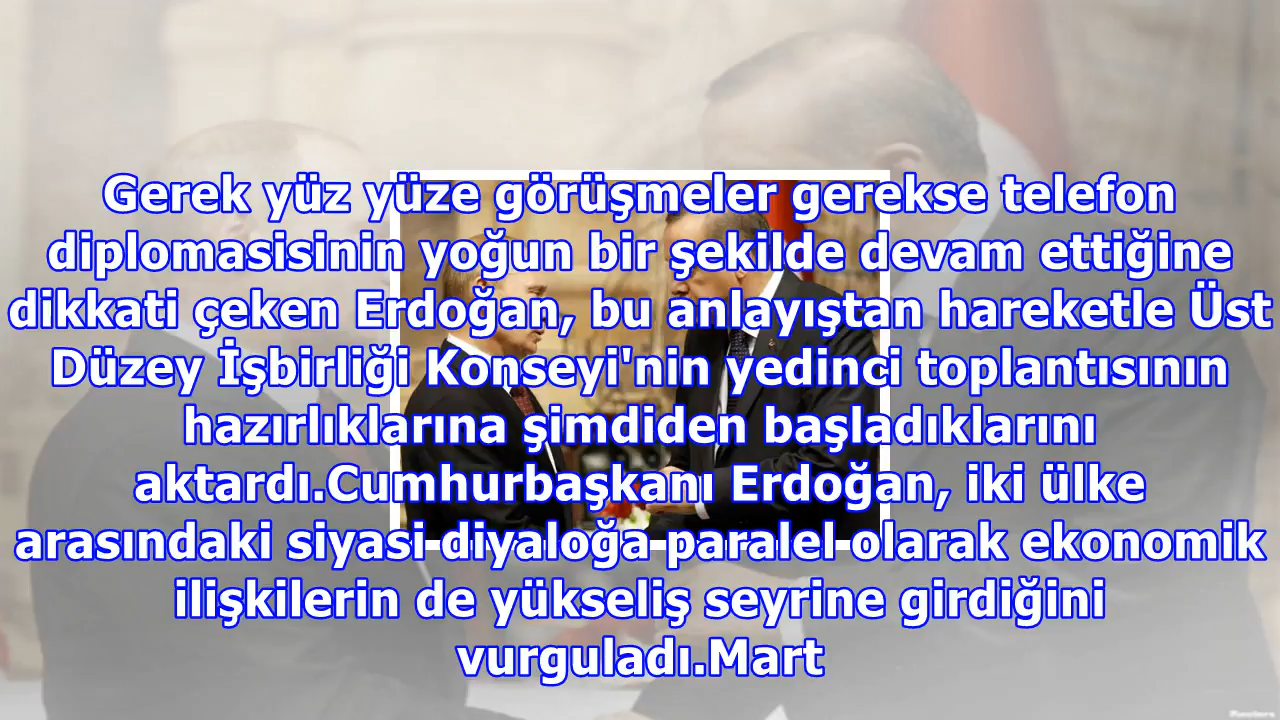 Gerek yüz yüze görüşmeler gerekse telefon
diplomasisinin yoğun bir şekilde devam ettiğine
dikkati çeken Erdoğan, bu anlayıştan hareketle Üst
Düzey İşbirliği Konseyi'nin yedinci toplantısının
hazırlıklarına şimdiden başladıklarını
aktardı.Cumhurbaşkanı Erdoğan, iki ülke
arasındaki siyasi diyaloğa paralel olarak ekonomik
ilişkilerin de yükseliş seyrine girdiğini
vurguladı.Mart